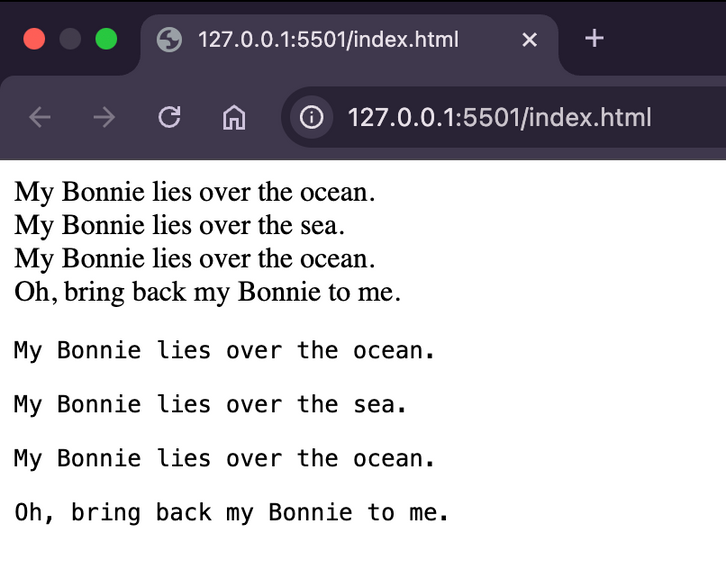 127.0.0.1:5501/index.html
127.0.0.1:5501/index.html
My Bonnie lies over the ocean.
My Bonnie lies over the sea.
My Bonnie lies over the ocean.
Oh, bring back my Bonnie to me.
My Bonnie lies over the ocean.
My Bonnie lies over the sea.
My Bonnie lies over the ocean.
Oh, bring back my Bonnie to me.